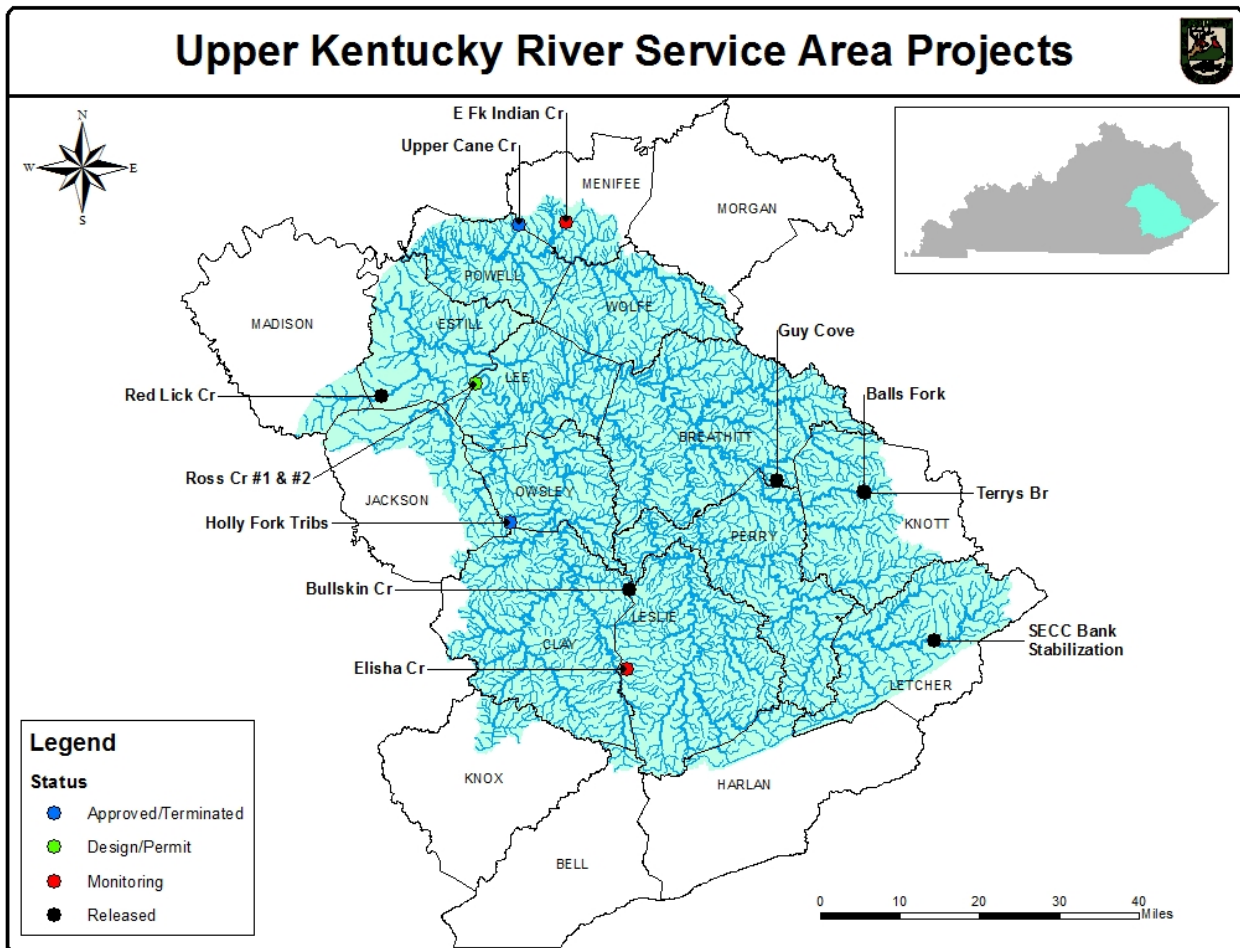 Upper Kentucky River Service Area Projects
N
W
E
S
E Fk Indian Cr
Upper Cane Cr
MENIFEE
MORGAN
POWELL
WOLFE
MADISON
ESTILL
Guy Cove
LEE
Red Lick Cr
Balls Fork
BREATHITT
Ross Cr #1 & #2
OWSLEY
JACKSON
Terrys Br
Holly Fork Tribs
KNOTT
PERRY
Bullskin Cr
LESLIE
SECC Bank
Stabilization
CLAY
Elisha Cr
LETCHER
Legend
Status
Approved/Terminated
Design/Permit
Monitoring
Released
KNOX
HARLAN
BELL
0 10 20 30 40
Miles